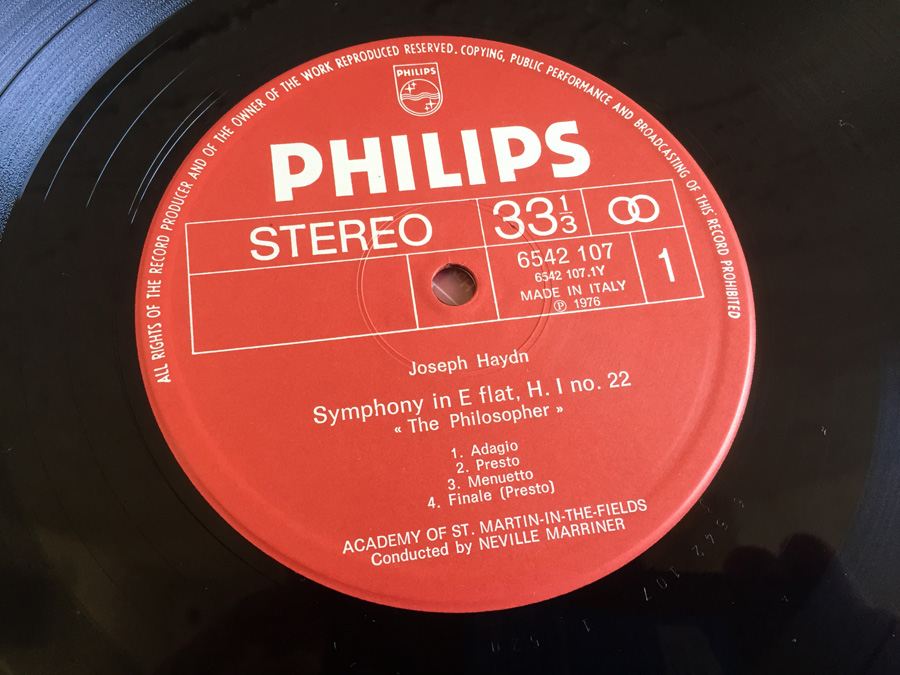 ALL RIGHTS OF THE RECORD PRODUCER AND OF THE OWNER OF THE WORK REPRODUCED RESERVED. COPYING, PUBLIC PERFORMANCE AND BROADCASTING OF THIS RECORD PROHIBITED
PHILIPS
PHILIPS
STEREO
33 1/3
6542 107
6542 107.1Y
MADE IN ITALY
℗ 1976
1
Joseph Haydn
Symphony in E flat, H. I no. 22
« The Philosopher »
1. Adagio
2. Presto
3. Menuetto
4. Finale (Presto)
ACADEMY OF ST. MARTIN-IN-THE-FIELDS
Conducted by NEVILLE MARRINER